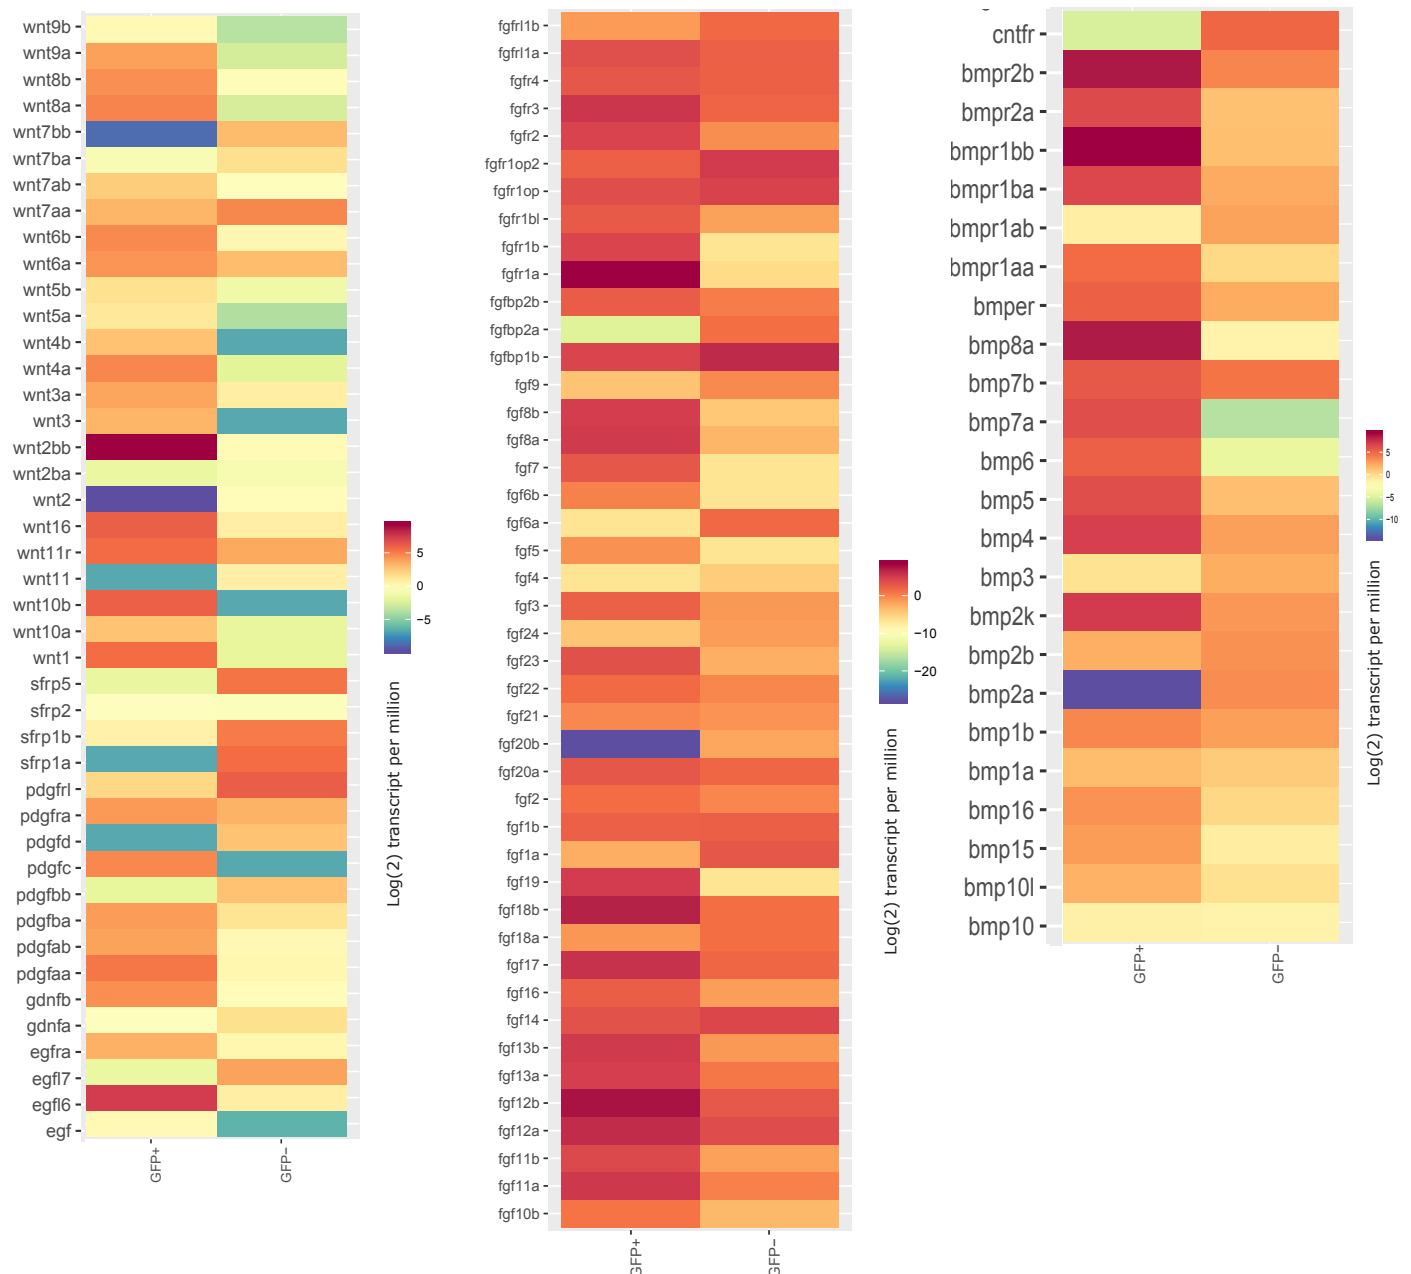 wnt9b
wnt9a
wnt8b
wnt8a
wnt7bb
wnt7ba
wnt7ab
wnt7aa
wnt6b
wnt6a
wnt5b
wnt5a
wnt4b
wnt4a
wnt3a
wnt3
wnt2bb
wnt2ba
wnt2
wnt16
wnt11r
wnt11
wnt10b
wnt10a
wnt1
sfrp5
sfrp2
sfrp1b
sfrp1a
pdgfrl
pdgfra
pdgfd
pdgfc
pdgfbb
pdgfba
pdgfab
pdgfaa
gdnfb
gdnfa
egfra
egfl7
egfl6
egf
GFP+
GFP−
5
0
−5
Log(2) transcript per million
fgfrl1b
fgfrl1a
fgfr4
fgfr3
fgfr2
fgfr1op2
fgfr1op
fgfr1bl
fgfr1b
fgfr1a
fgfbp2b
fgfbp2a
fgfbp1b
fgf9
fgf8b
fgf8a
fgf7
fgf6b
fgf6a
fgf5
fgf4
fgf3
fgf24
fgf23
fgf22
fgf21
fgf20b
fgf20a
fgf2
fgf1b
fgf1a
fgf19
fgf18b
fgf18a
fgf17
fgf16
fgf14
fgf13b
fgf13a
fgf12b
fgf12a
fgf11b
fgf11a
fgf10b
GFP+
GFP−
0
−10
−20
Log(2) transcript per million
cntfr
bmpr2b
bmpr2a
bmpr1bb
bmpr1ba
bmpr1ab
bmpr1aa
bmper
bmp8a
bmp7b
bmp7a
bmp6
bmp5
bmp4
bmp3
bmp2k
bmp2b
bmp2a
bmp1b
bmp1a
bmp16
bmp15
bmp10l
bmp10
GFP+
GFP−
5
0
−5
−10
Log(2) transcript per million